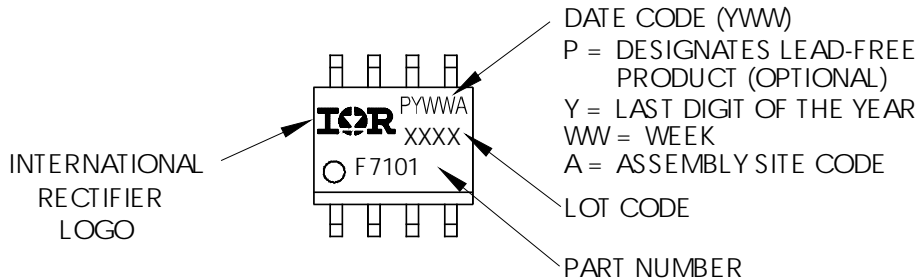 DATE CODE (YWW)
P = DESIGNATES LEAD-FREE
PRODUCT (OPTIONAL)
Y = LAST DIGIT OF THE YEAR
WW = WEEK
A = ASSEMBLY SITE CODE
LOT CODE
PART NUMBER
INTERNATIONAL
RECTIFIER
LOGO
PYWWA
IOR
XXXX
F7101